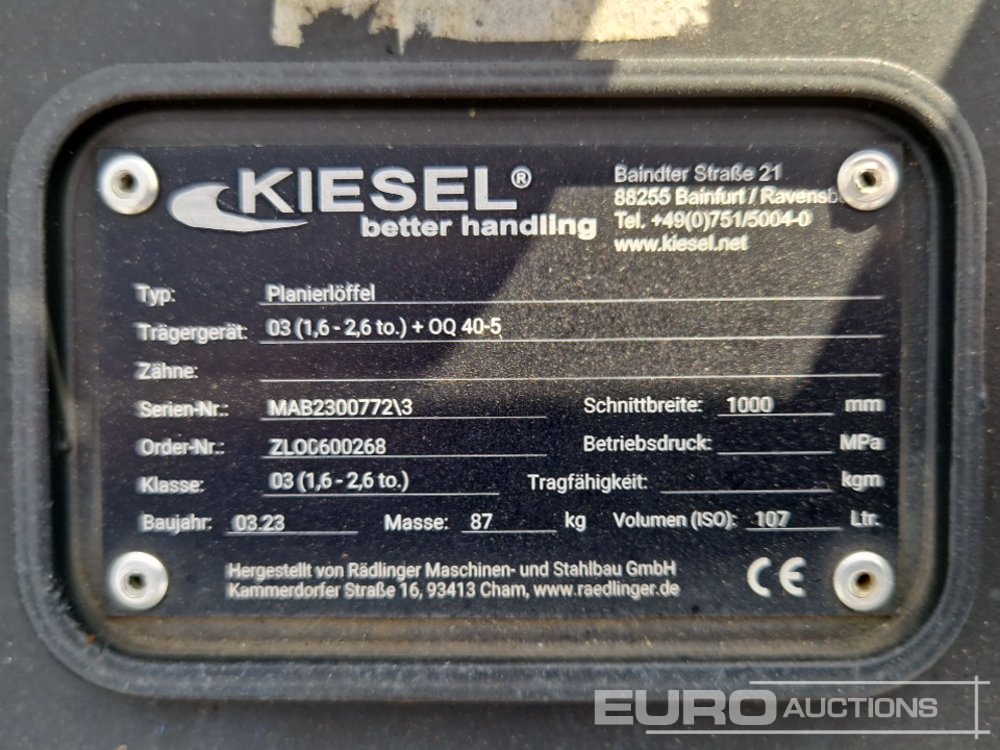 KIESEL®
better handling
Baindter Straße 21
88255 Bainfurt /
Tel. +49(0)751/5004-0
www.kiesel.net
Typ: Planierlöffel
Trägergerät: 03 (1,6 - 2,6 to.) + OQ 40-5
Zähne:
Serien-Nr.: MAB2300772\3 Schnittbreite: 1000 mm
Order-Nr.: ZLO0600268 Betriebsdruck: MPa
Klasse: 03 (1,6 - 2,6 to.) Tragfähigkeit: kgm
Baujahr: 03.23 Masse: 87 kg Volumen (ISO): 107 Ltr.
Hergestellt von Rädlinger Maschinen- und Stahlbau GmbH
Kammerdorfer Straße 16, 93413 Cham, www.raedlinger.de
CE
EURO AUCTIONS